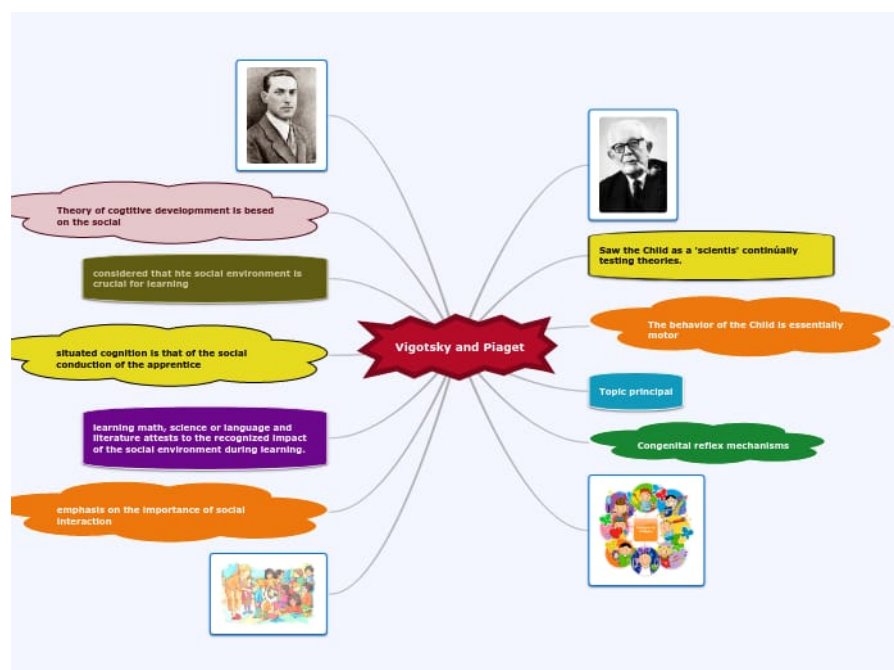 Theory of cogtitive developmment is besed
on the social
considered that hte social environment is
crucial for learning
situated cognition is that of the social
conduction of the apprentice
learning math, science or language and
literature attests to the recognized impact
of the social environment during learning.
emphasis on the importance of social
interaction
Vigotsky and Piaget
Saw the Child as a 'scientis' continúally
testing theories.
The behavior of the Child is essentially
motor
Topic principal
Congenital reflex mechanisms